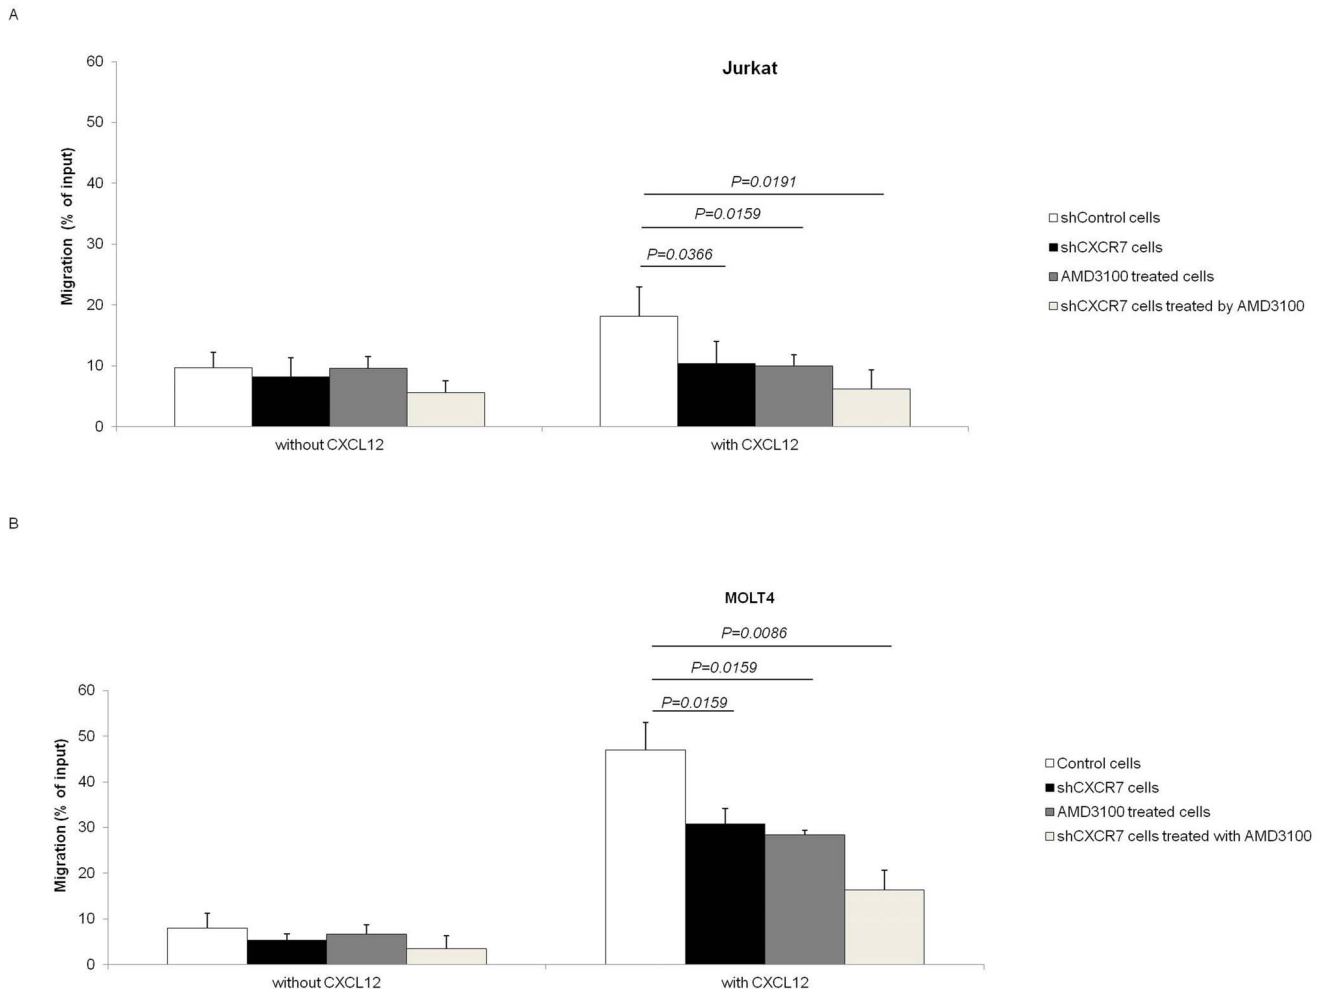 A
Jurkat
60
50
40
30
20
10
0
Migration (% of input)
P=0.0191
P=0.0159
P=0.0366
without CXCL12
with CXCL12
shControl cells
shCXCR7 cells
AMD3100 treated cells
shCXCR7 cells treated by AMD3100
B
MOLT4
P=0.0086
P=0.0159
P=0.0159
60
50
40
30
20
10
0
Migration (% of input)
without CXCL12
with CXCL12
Control cells
shCXCR7 cells
AMD3100 treated cells
shCXCR7 cells treated with AMD3100